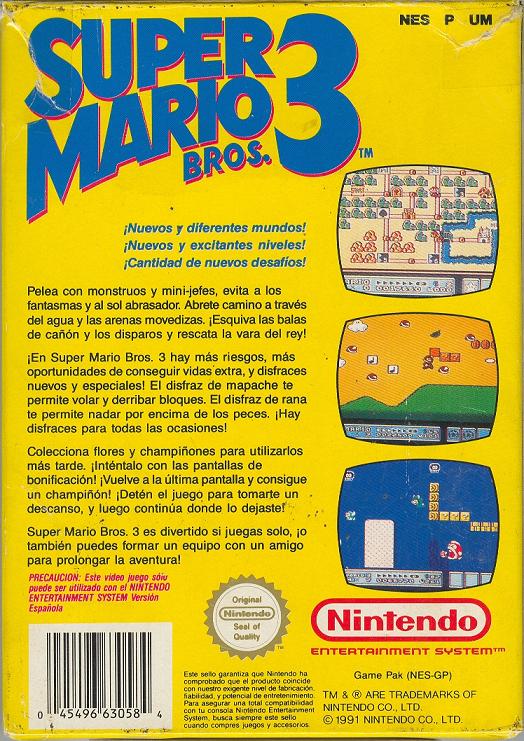 NES P UM
SUPER
MARIO
BROS. 3 ™
¡Nuevos y diferentes mundos!
¡Nuevos y excitantes niveles!
¡Cantidad de nuevos desafíos!
Pelea con monstruos y mini-jefes, evita a los
fantasmas y al sol abrasador. Abrete camino a través
del agua y las arenas movedizas. ¡Esquiva las balas
de cañón y los disparos y rescata la vara del rey!
¡En Super Mario Bros. 3 hay más riesgos, más
oportunidades de conseguir vidas extra, y disfraces
nuevos y especiales! El disfraz de mapache te
permite volar y derribar bloques. El disfraz de rana
te permite nadar por encima de los peces. ¡Hay
disfraces para todas las ocasiones!
Colecciona flores y champiñones para utilizarlos
más tarde. ¡Inténtalo con las pantallas de
bonificación! ¡Vuelve a la última pantalla y consigue
un champiñón! ¡Detén el juego para tomarte un
descanso, y luego continúa donde lo dejaste!
Super Mario Bros. 3 es divertido si juegas solo, ¡o
también puedes formar un equipo con un amigo
para prolongar la aventura!
PRECAUCION: Este vídeo juego sólo
puede ser utilizado con el NINTENDO
ENTERTAINMENT SYSTEM Versión
Española
Original
Nintendo
Seal of
Quality
™
Nintendo®
ENTERTAINMENT SYSTEM™
Este sello garantiza que Nintendo ha
comprobado que el producto coincide
con nuestro exigente nivel de fabricación,
fiabilidad, y potencial de entretenimiento.
Para asegurar una total compatibilidad
con tu consola Nintendo Entertainment
System, busca siempre este sello
cuando compres juegos y accesorios.
Game Pak (NES-GP)
TM & ® ARE TRADEMARKS OF
NINTENDO CO., LTD.
© 1991 NINTENDO CO., LTD.
0 45496 63058 4